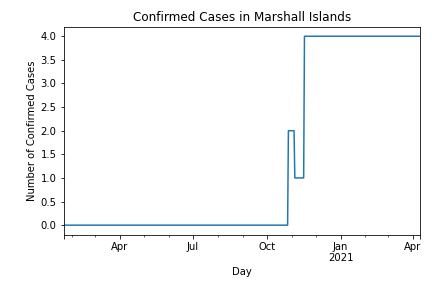 Confirmed Cases in Marshall Islands
Number of Confirmed Cases
4.0
3.5
3.0
2.5
2.0
1.5
1.0
0.5
0.0
Apr Jul Oct Jan Apr
2021
Day